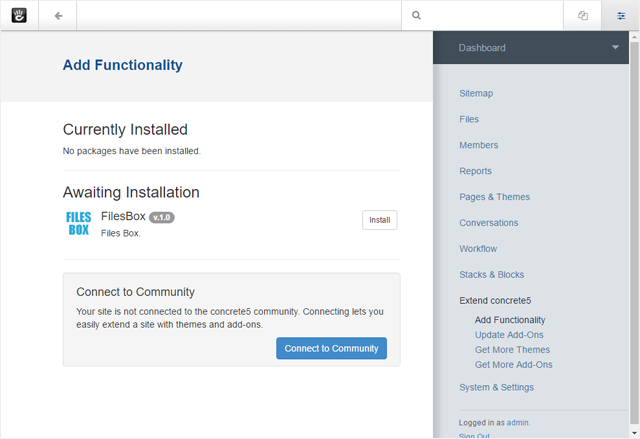 Dashboard
Add Functionality
Currently Installed
No packages have been installed.
Awaiting Installation
FILES
BOX
FilesBox v.1.0
Files Box.
Install
Connect to Community
Your site is not connected to the concrete5 community. Connecting lets you
easily extend a site with themes and add-ons.
Connect to Community
Sitemap
Files
Members
Reports
Pages & Themes
Conversations
Workflow
Stacks & Blocks
Extend concrete5
Add Functionality
Update Add-Ons
Get More Themes
Get More Add-Ons
System & Settings
Logged in as admin.
Sign Out